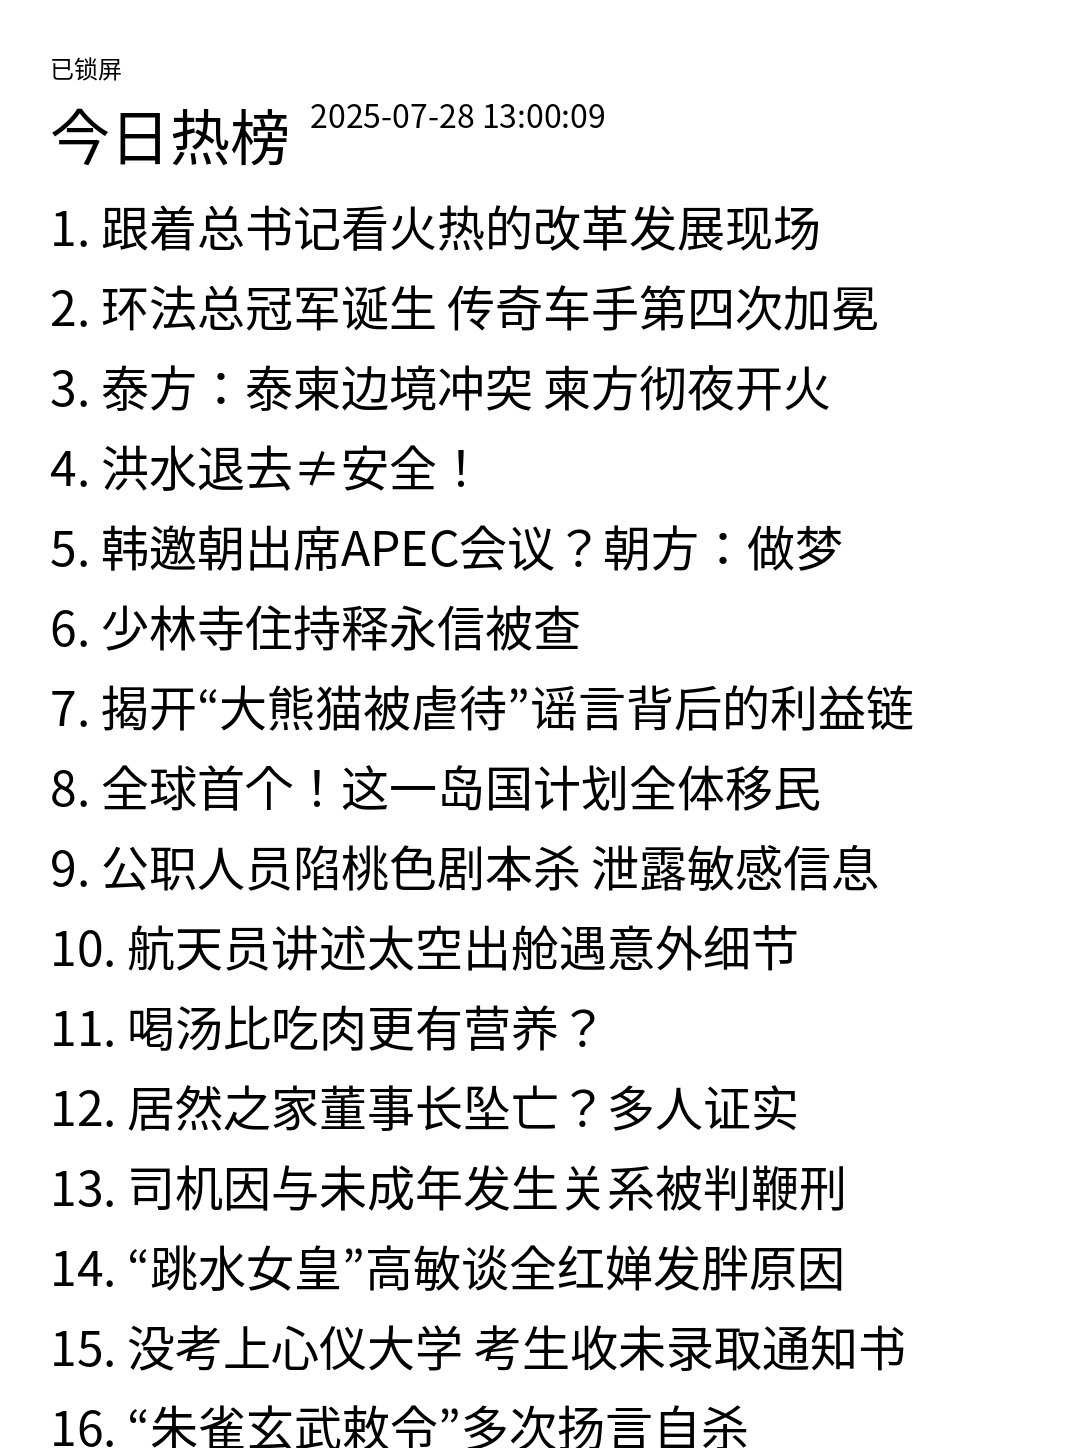 已锁屏
今日热榜 2025-07-28 13:00:09
1. 跟着总书记看火热的改革发展现场
2. 环法总冠军诞生 传奇车手第四次加冕
3. 泰方：泰柬边境冲突 柬方彻夜开火
4. 洪水退去≠安全！
5. 韩邀朝出席APEC会议？朝方：做梦
6. 少林寺住持释永信被查
7. 揭开“大熊猫被虐待”谣言背后的利益链
8. 全球首个！这一岛国计划全体移民
9. 公职人员陷桃色剧本杀 泄露敏感信息
10. 航天员讲述太空出舱遇意外细节
11. 喝汤比吃肉更有营养？
12. 居然之家董事长坠亡？多人证实
13. 司机因与未成年发生关系被判鞭刑
14. “跳水女皇”高敏谈全红婵发胖原因
15. 没考上心仪大学 考生收未录取通知书
16. “朱雀玄武敕令”多次扬言自杀